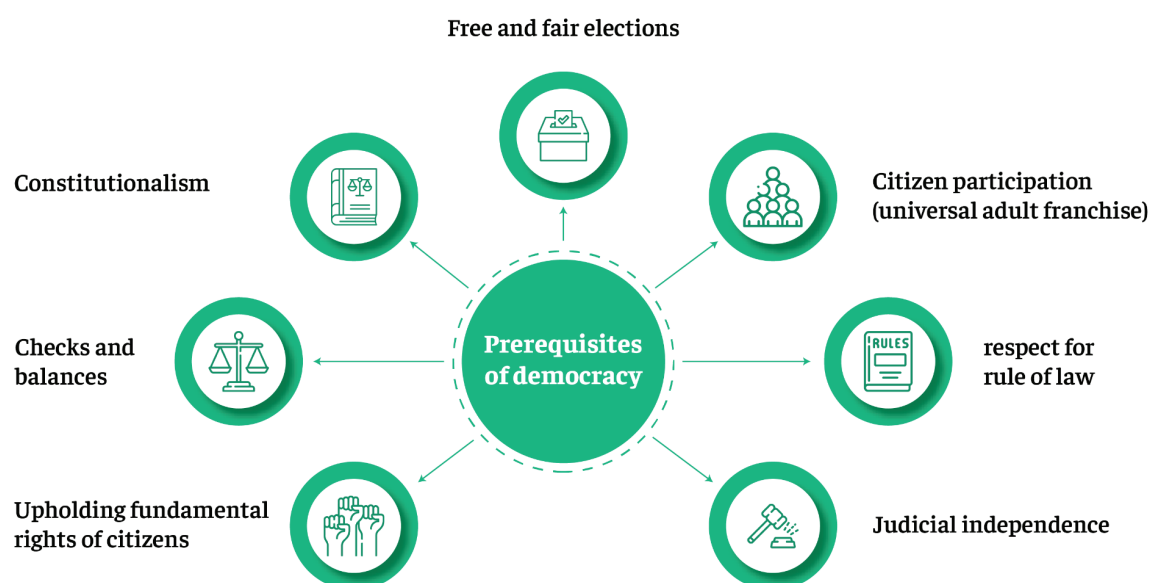 Free and fair elections
Constitutionalism
Citizen participation
(universal adult franchise)
Checks and
balances
Prerequisites
of democracy
RULES
respect for
rule of law
Upholding fundamental
rights of citizens
Judicial independence